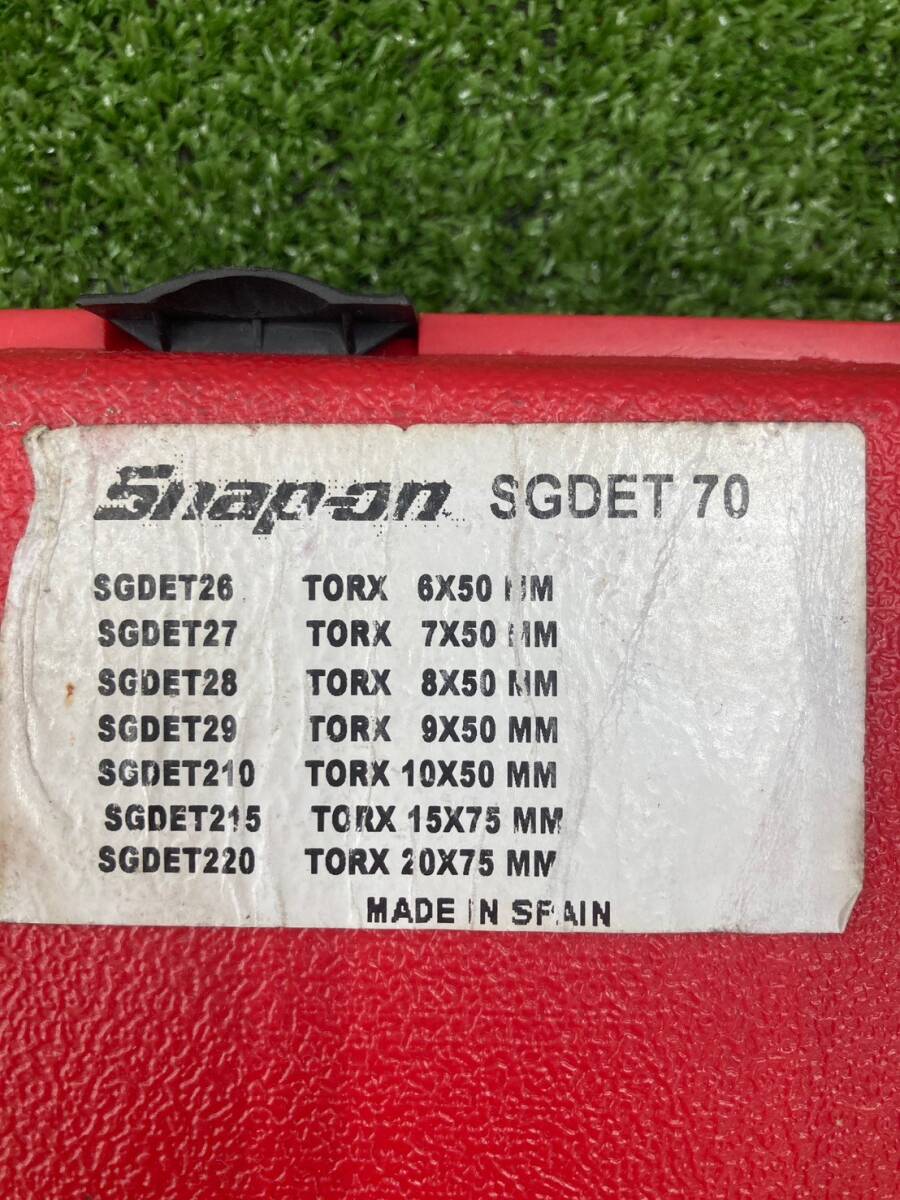 Snap-on SGDET 70
SGDET26 TORX 6X50 MM
SGDET27 TORX 7X50 MM
SGDET28 TORX 8X50 MM
SGDET29 TORX 9X50 MM
SGDET210 TORX 10X50 MM
SGDET215 TORX 15X75 MM
SGDET220 TORX 20X75 MM
MADE IN SPAIN